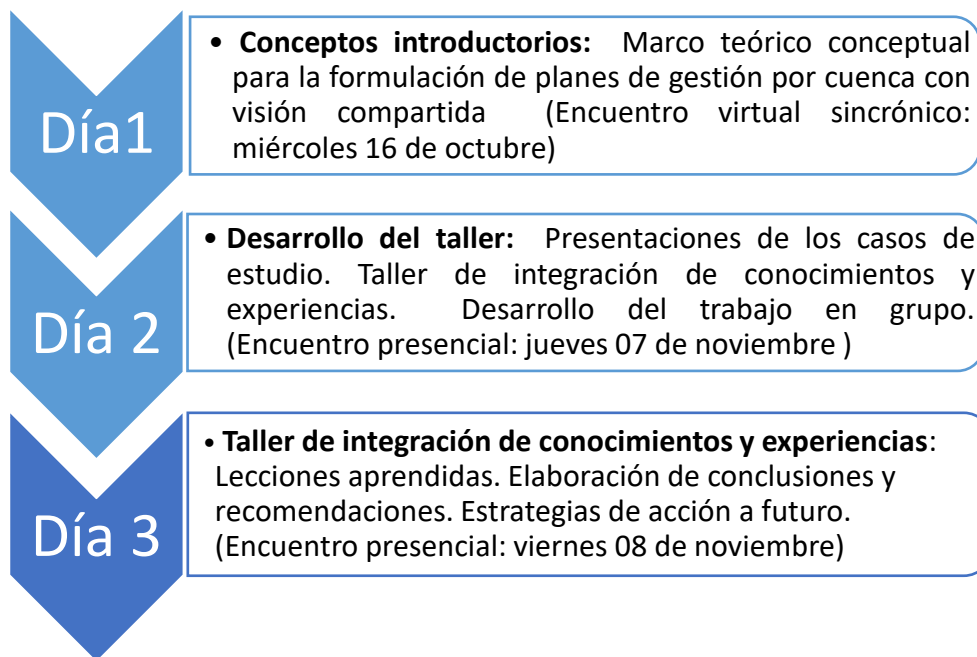 Día1
• Conceptos introductorios: Marco teórico conceptual
para la formulación de planes de gestión por cuenca con
visión compartida (Encuentro virtual sincrónico:
miércoles 16 de octubre)
Día 2
• Desarrollo del taller: Presentaciones de los casos de
estudio. Taller de integración de conocimientos y
experiencias. Desarrollo del trabajo en grupo.
(Encuentro presencial: jueves 07 de noviembre )
Día 3
• Taller de integración de conocimientos y experiencias:
Lecciones aprendidas. Elaboración de conclusiones y
recomendaciones. Estrategias de acción a futuro.
(Encuentro presencial: viernes 08 de noviembre)